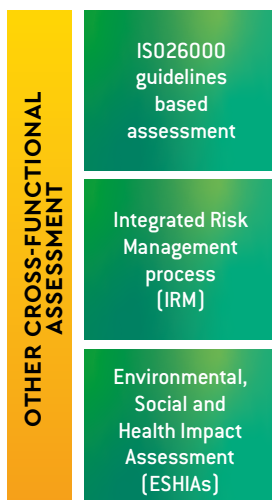 OTHER CROSS-FUNCTIONAL
ASSESSMENT
ISO26000
guidelines
based
assessment
Integrated Risk
Management
process
(IRM)
Environmental,
Social and
Health Impact
Assessment
(ESHIAs)